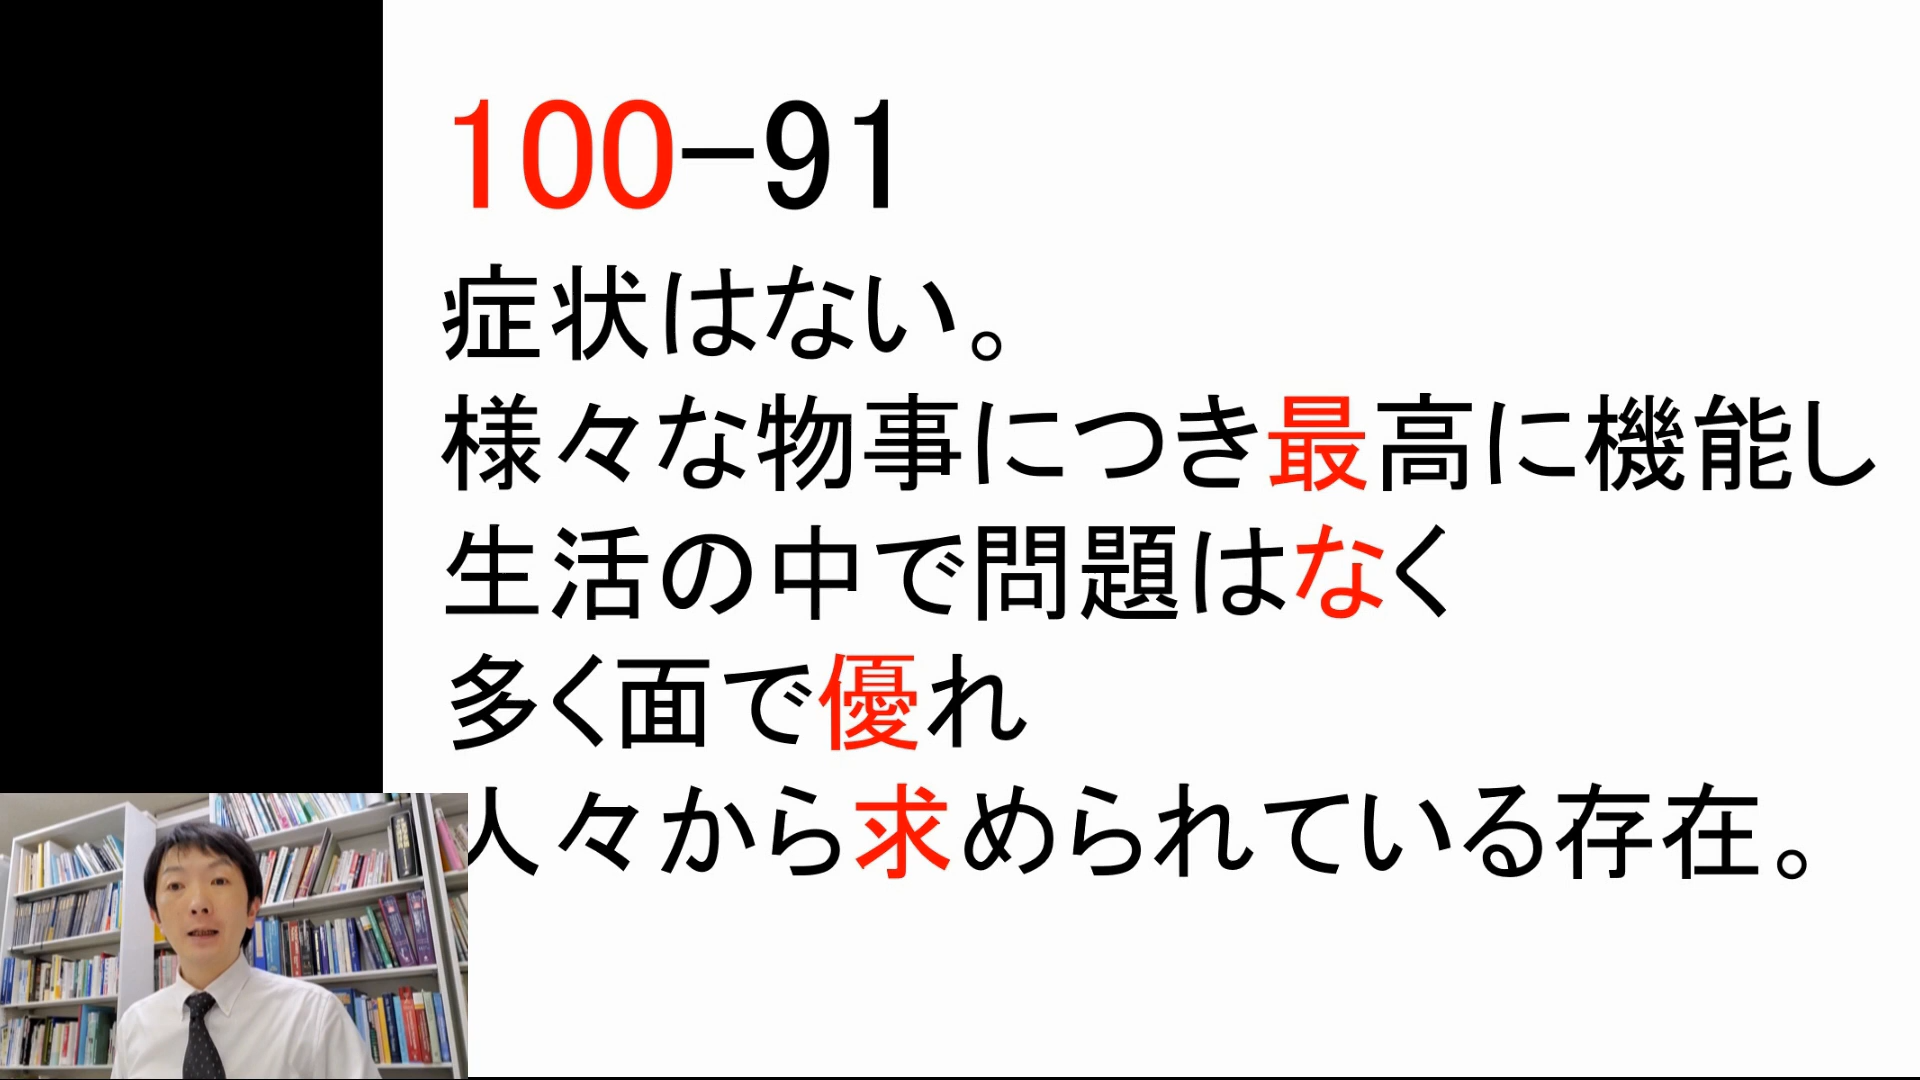 100-91
症状はない。
様々な物事につき最高に機能し
生活の中で問題はなく
多く面で優れ
人々から求められている存在。